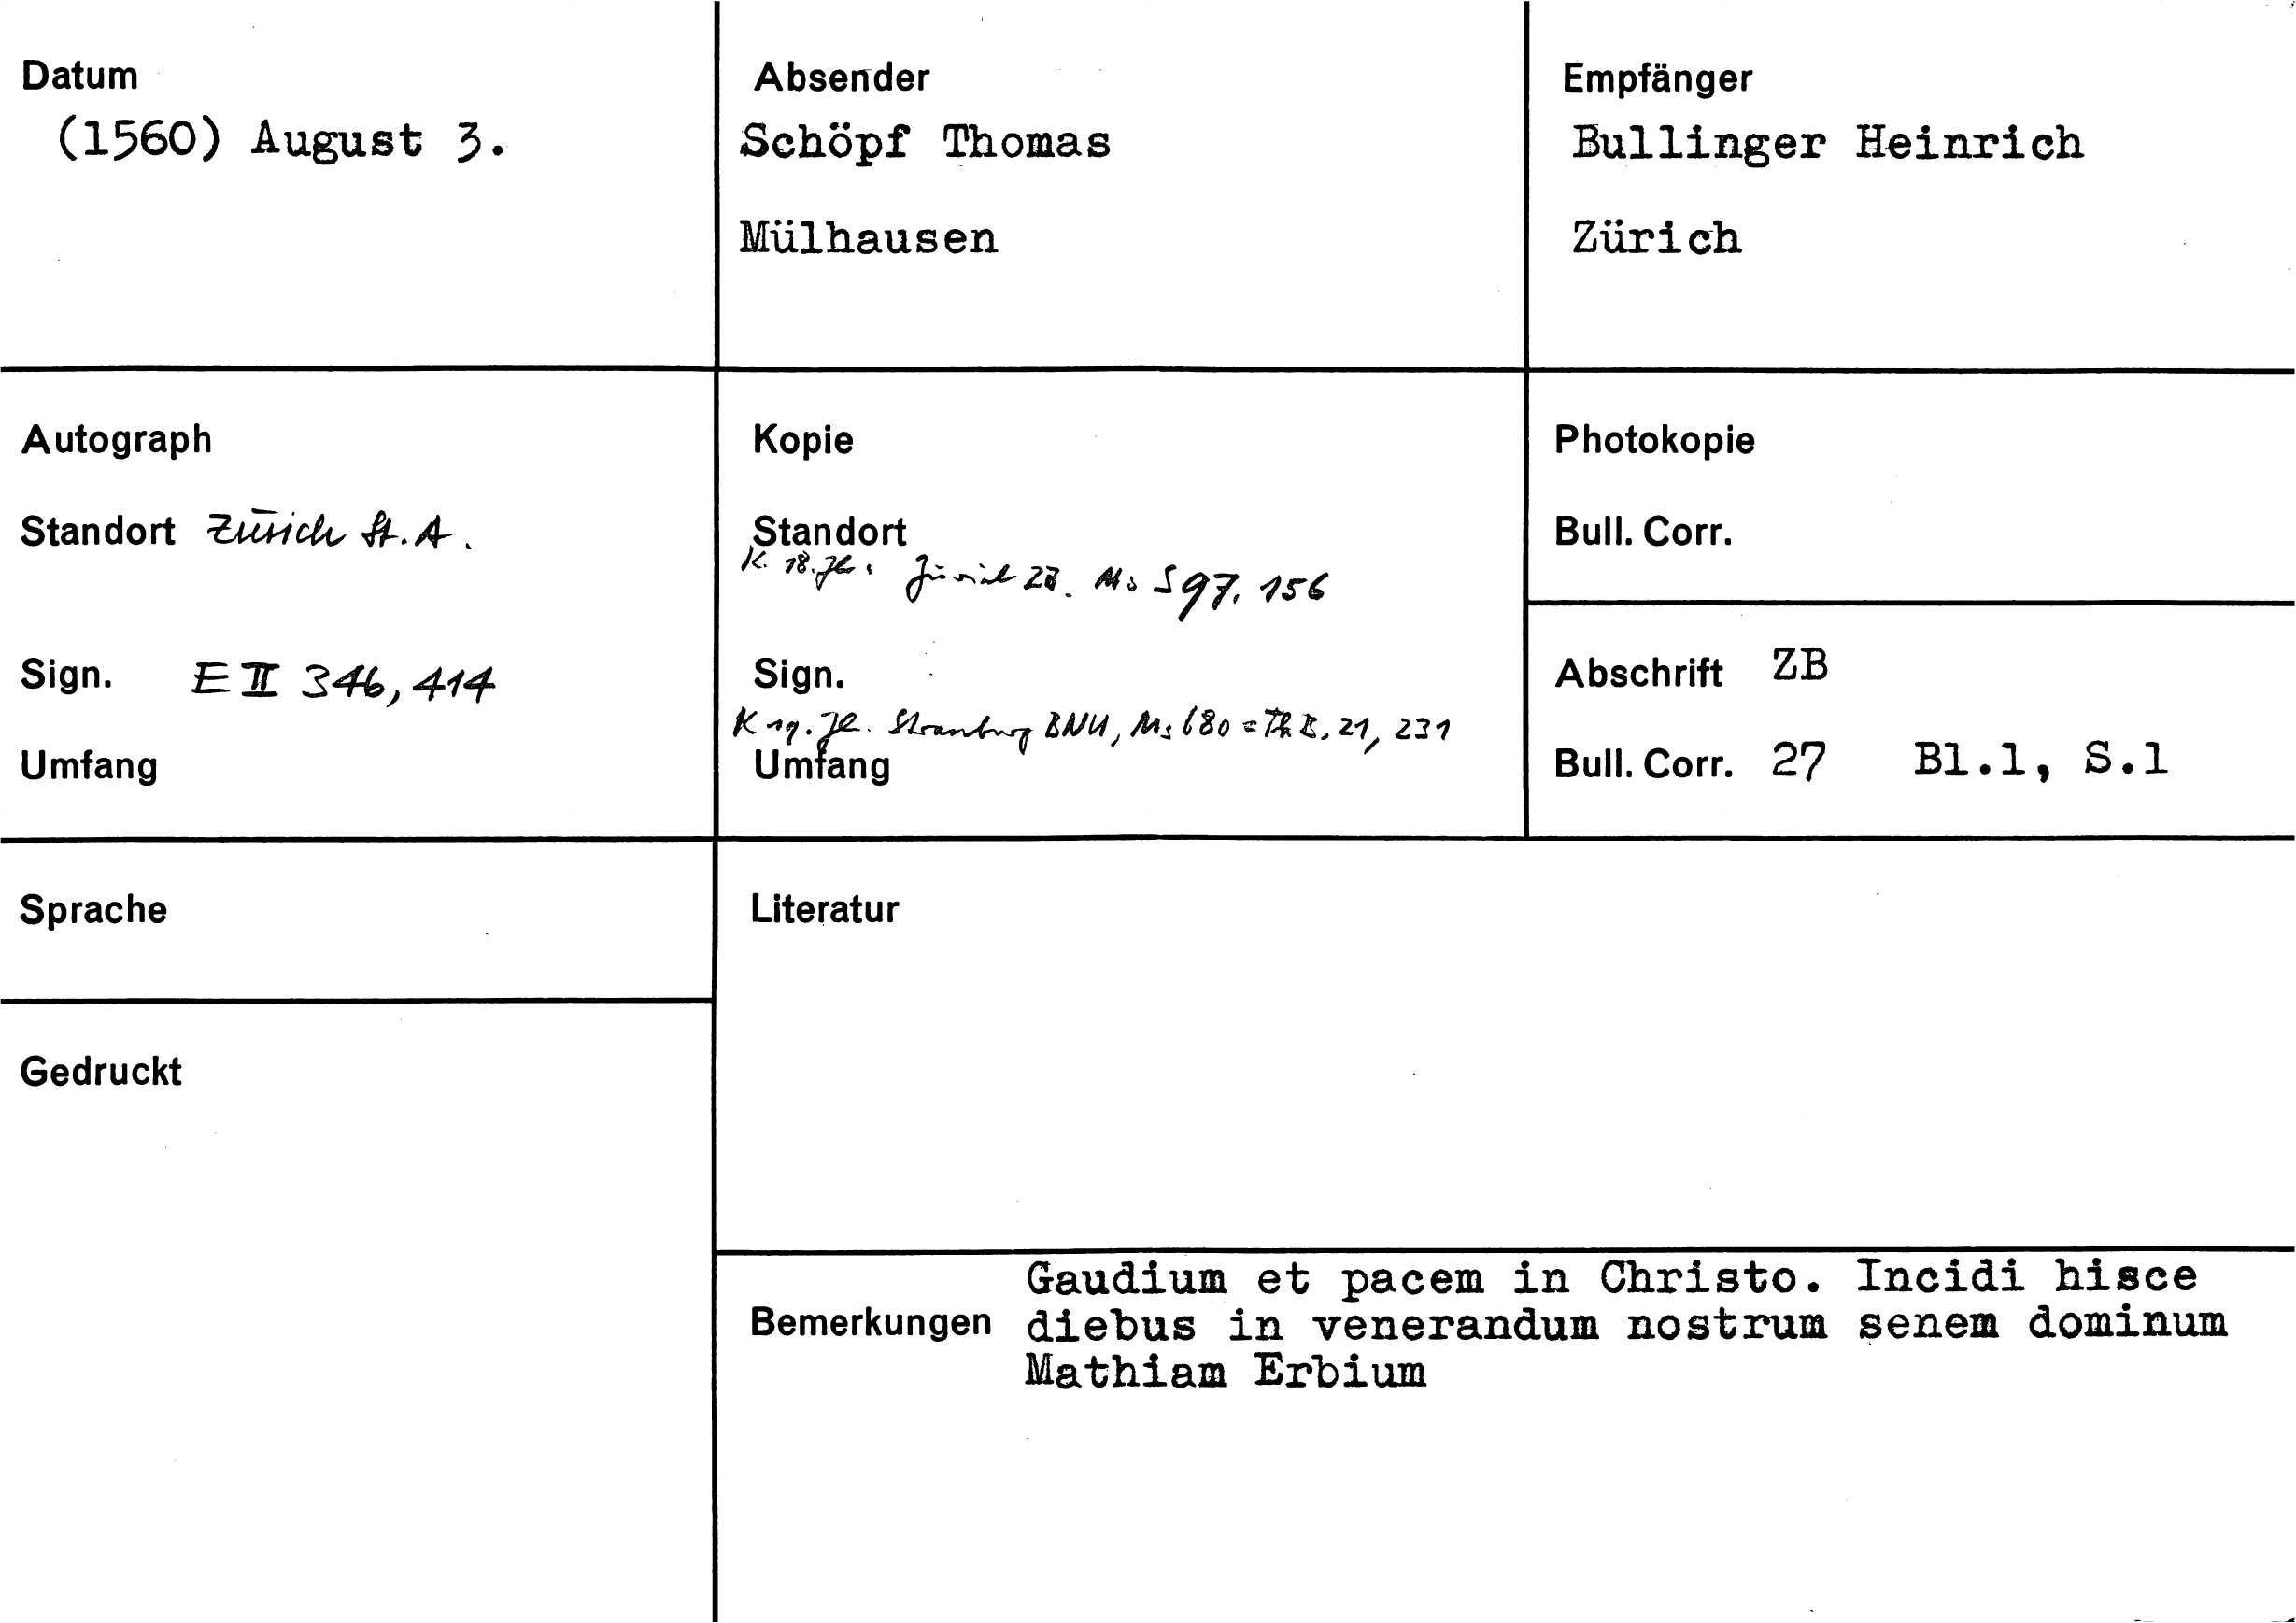 Datum
(1560) August 3.
Absender
Schöpf Thomas
Mülhausen
Empfänger
Bullinger Heinrich
Zürich
Autograph
Standort Zürich St. A.
Sign. E II 346, 414
Umfang
Kopie
Standort
K. 18. Jh. Zürich ZB. Ms S 97, 156
Sign.
K 19. Jh. Strassburg BNU, Ms 680 = Th B, 21, 231
Umfang
Photokopie
Bull. Corr.
Abschrift ZB
Bull. Corr. 27 Bl.1, S.1
Sprache
Gedruckt
Literatur
Bemerkungen
Gaudium et pacem in Christo. Incidi hisce
diebus in venerandum nostrum senem dominum
Mathiam Erbium